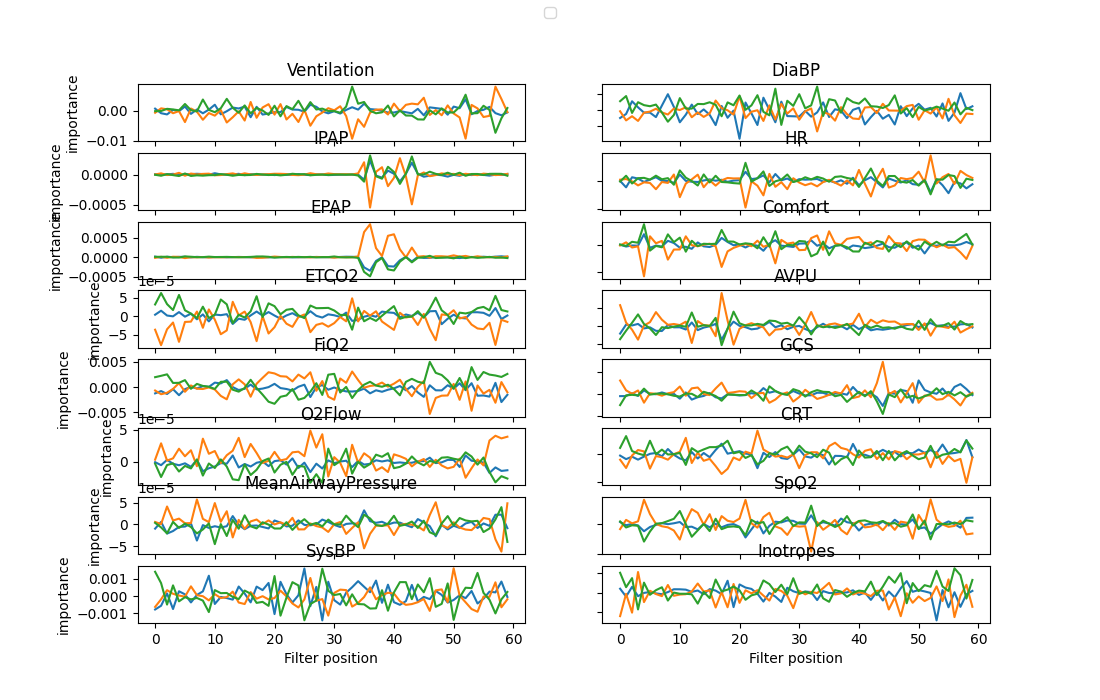 Ventilation
0.00
−0.01
importance
IPAP
0.0000
−0.0005
importance
EPAP
0.0005
0.0000
−0.0005
importance
ETCO2
1e−5
5
0
−5
importance
FiO2
0.005
0.000
−0.005
importance
O2Flow
1e−5
5
0
importance
MeanAirwayPressure
1e−5
5
0
−5
importance
SysBP
0.001
0.000
−0.001
importance
0 10 20 30 40 50 60
Filter position
DiaBP
HR
Comfort
AVPU
GCS
CRT
SpO2
Inotropes
0 10 20 30 40 50 60
Filter position